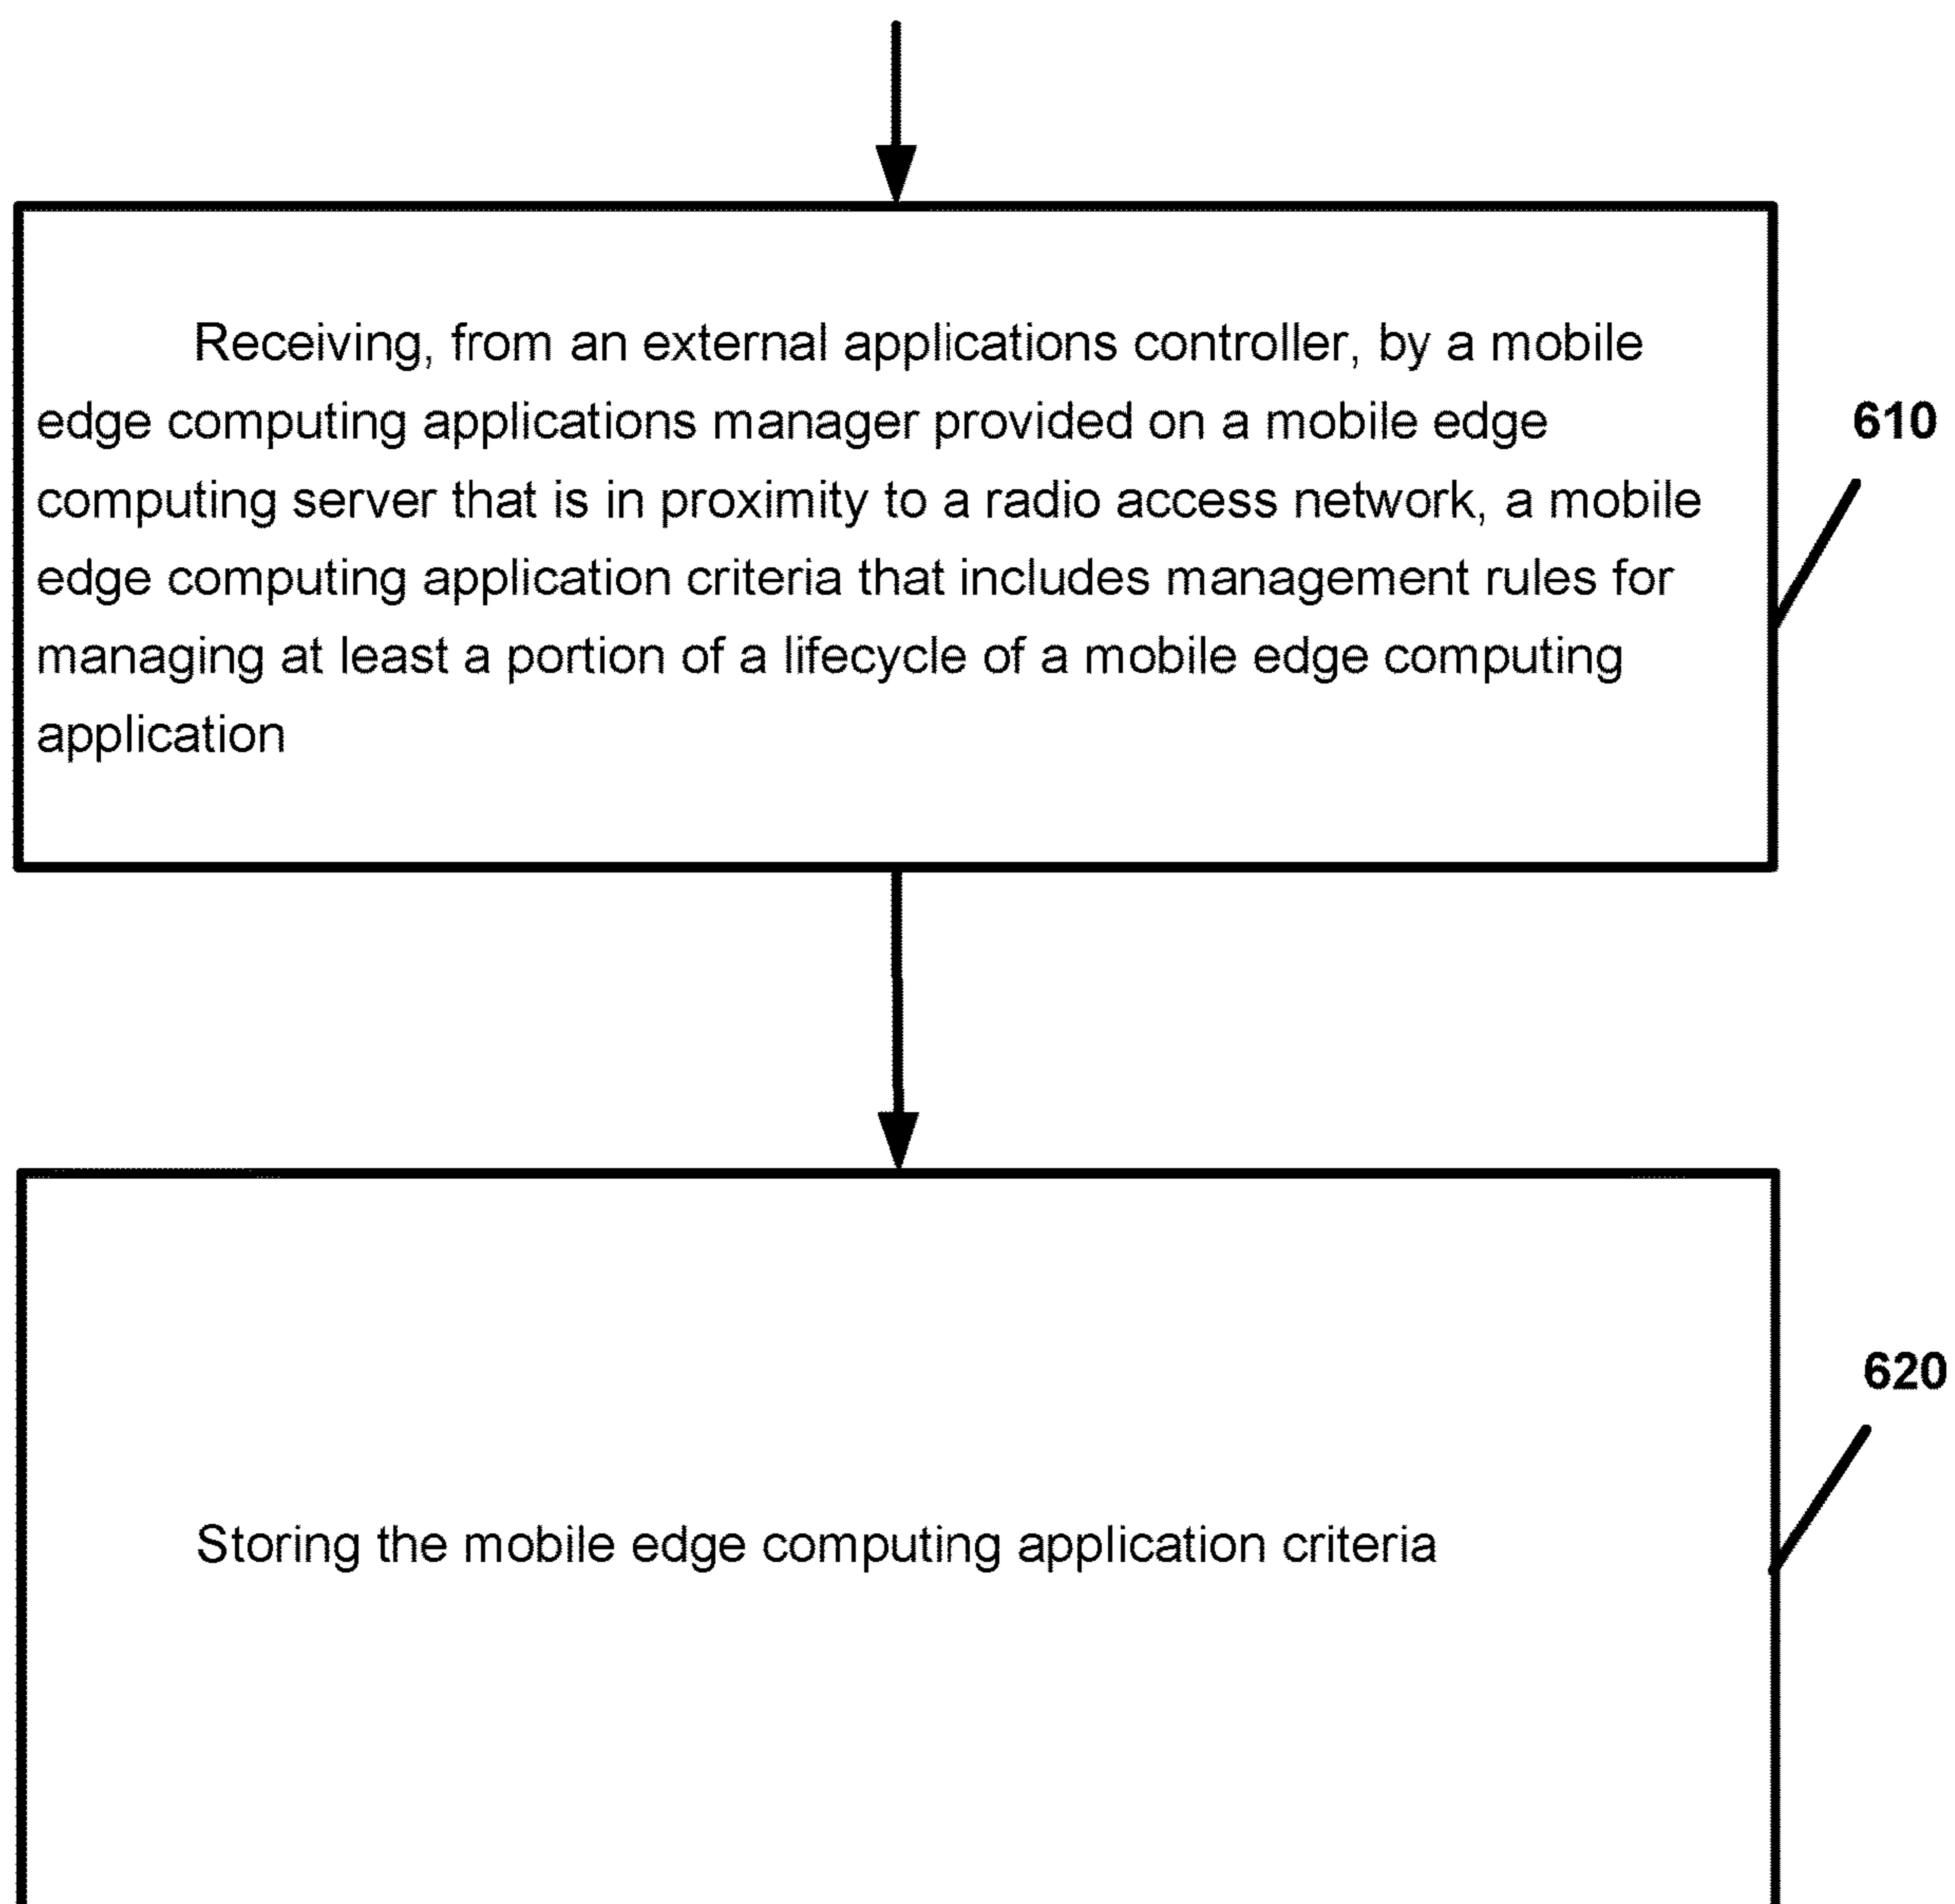 Receiving, from an external applications controller, by a mobile
edge computing applications manager provided on a mobile edge
computing server that is in proximity to a radio access network, a mobile
edge computing application criteria that includes management rules for
managing at least a portion of a lifecycle of a mobile edge computing
application
610
620
Storing the mobile edge computing application criteria